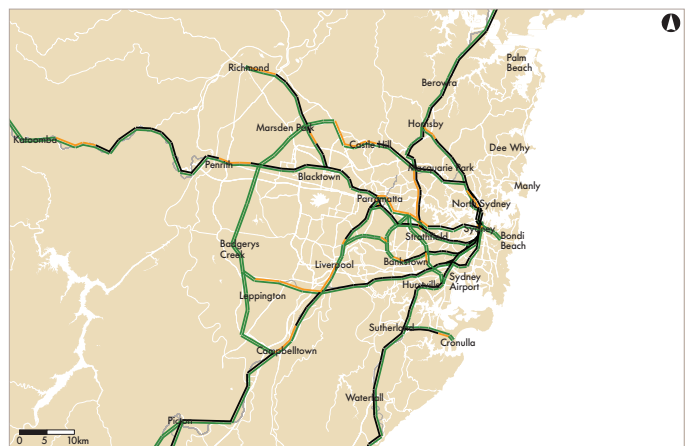 Palm
Beach
Richmond
Berowra
Hornsby
Marsden Park
Katoomba
Castle Hill
Dee Why
Penrith
Macquarie Park
Blacktown
Manly
Parramatta
North Sydney
Sydney
Strathfield
Bondi
Beach
Badgerys
Creek
Liverpool
Bankstown
Sydney
Airport
Hurstville
Leppington
Sutherland
Cronulla
Campbelltown
Waterfall
Picton
0 5 10km